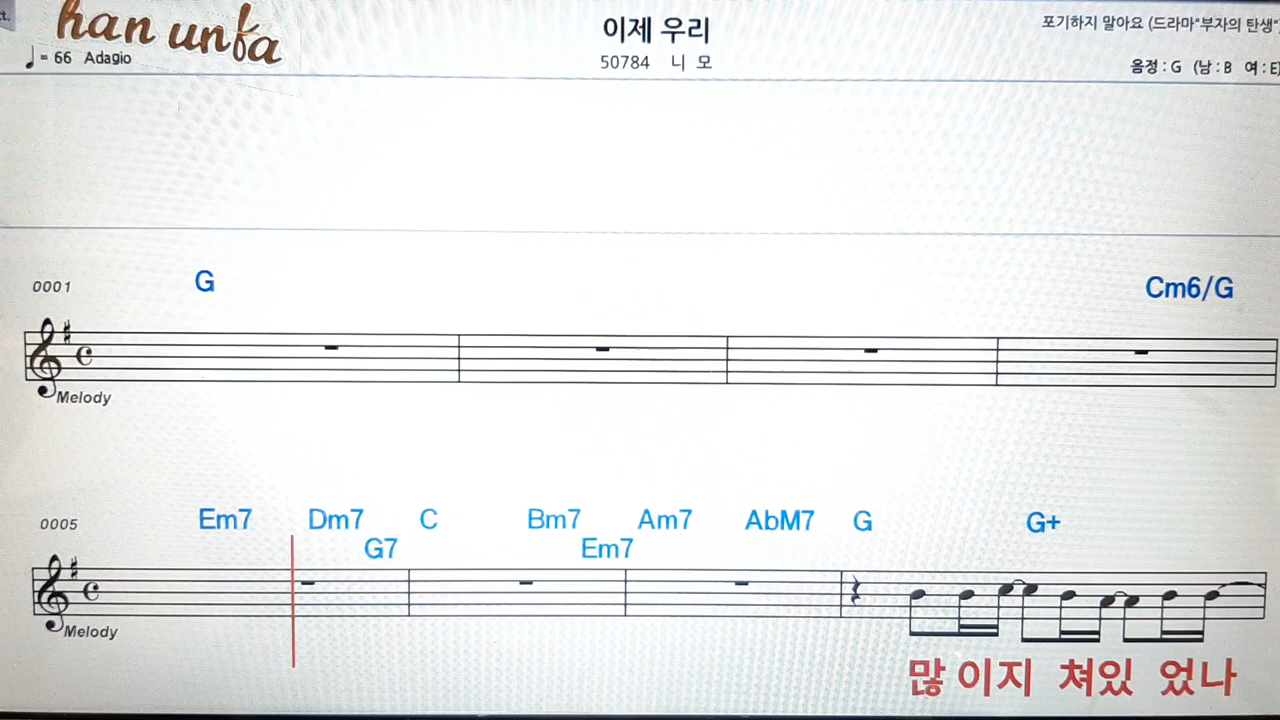 ct.
han unfa
이제 우리
포기하지 말아요 (드라마"부자의 탄생"
= 66 Adagio
50784 니 모
음정 : G (남 : B 여 : E)
0001 G Cm6/G
Melody
0005 Em7 Dm7 C Bm7 Am7 AbM7 G G+
G7 Em7
Melody
많 이지 쳐있 었나